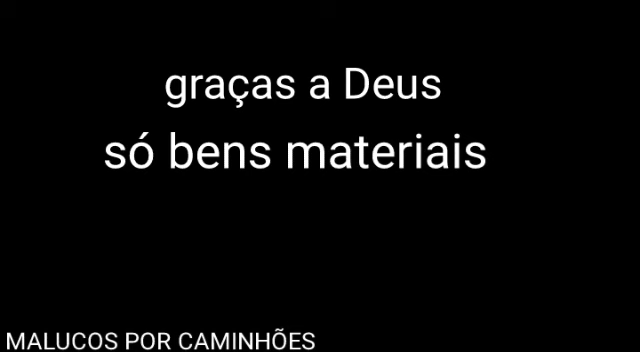 graças a Deus
só bens materiais
MALUCOS POR CAMINHÕES